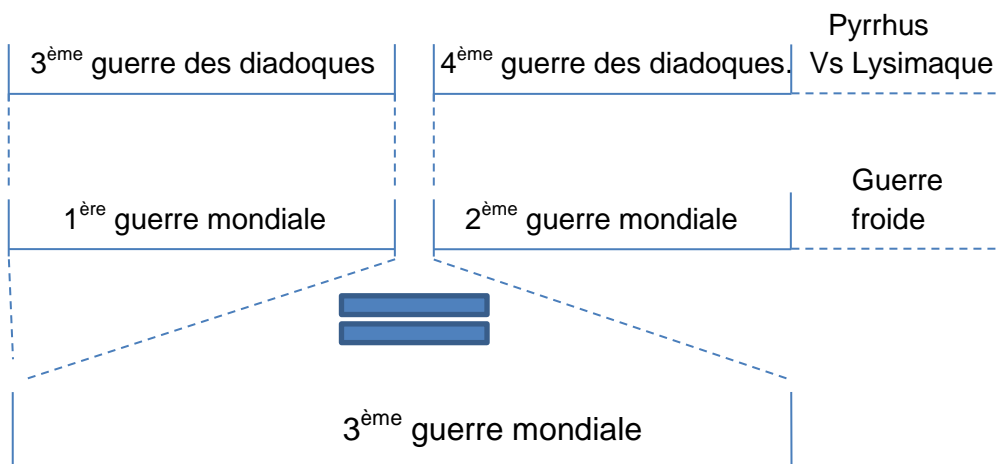 Pyrrhus
3ème guerre des diadoques
4ème guerre des diadoques.
Vs Lysimaque
Guerre
1ère guerre mondiale
2ème guerre mondiale
froide
3ème guerre mondiale